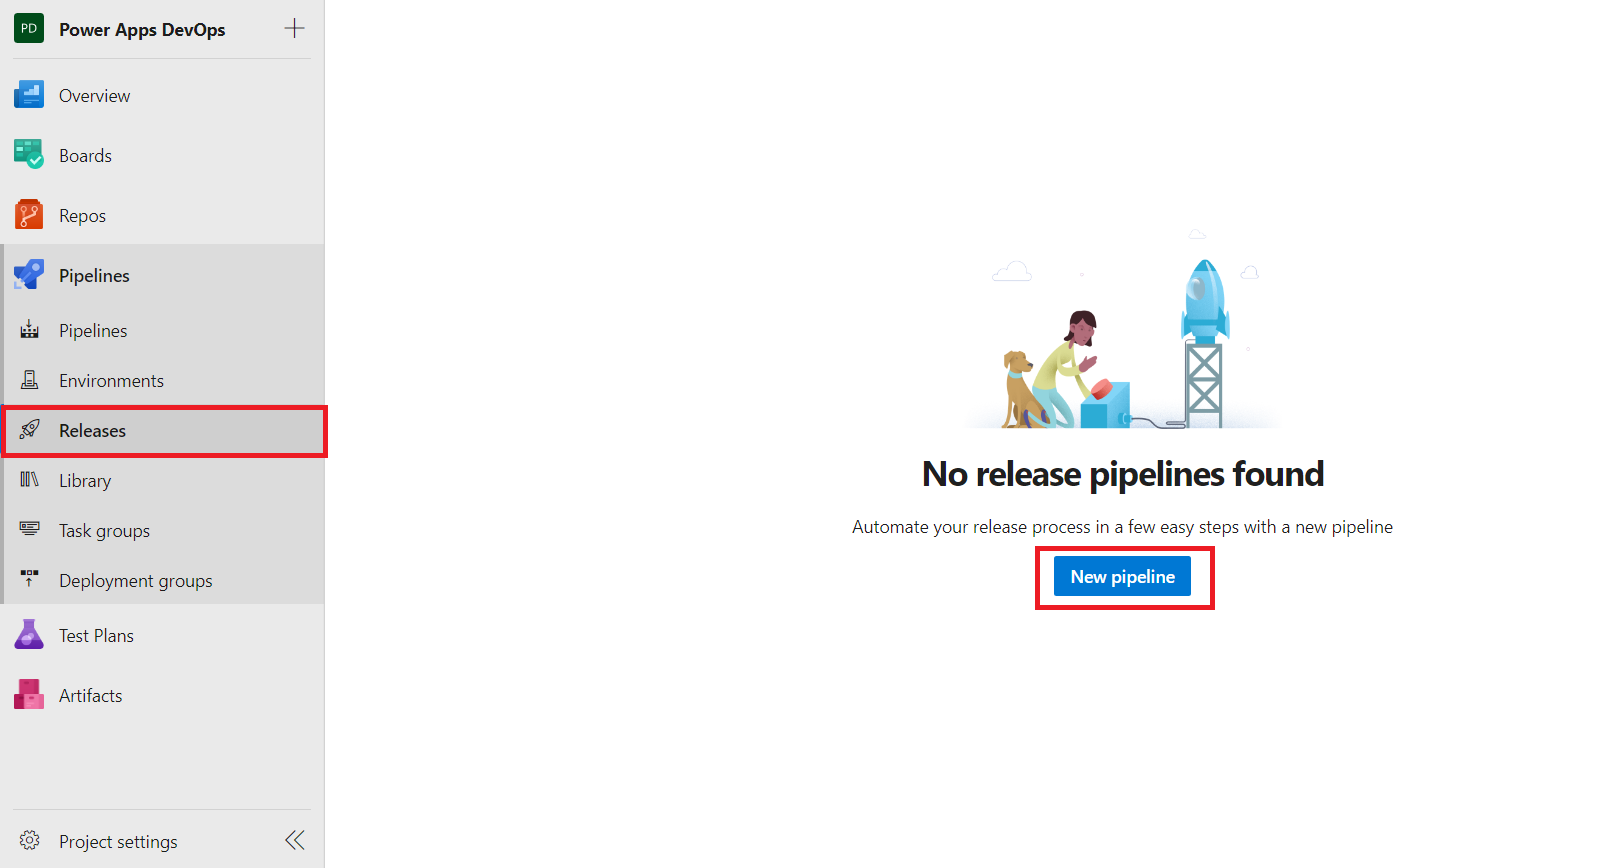 PD
Power Apps DevOps
Overview
Boards
Repos
Pipelines
Pipelines
Environments
Releases
Library
Task groups
Deployment groups
Test Plans
Artifacts
Project settings
No release pipelines found
Automate your release process in a few easy steps with a new pipeline
New pipeline